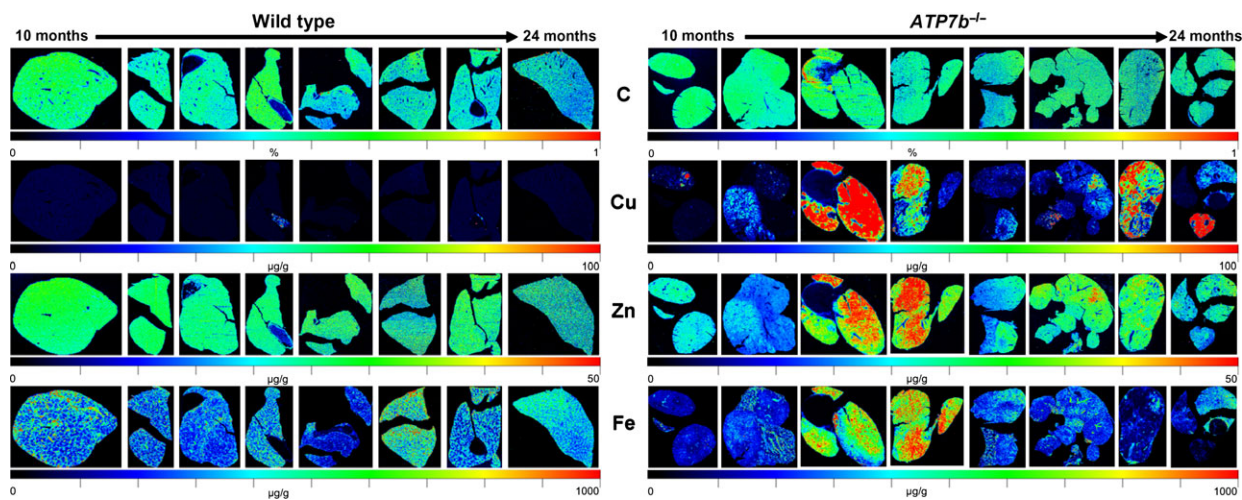 Wild type
ATP7b–/–
10 months 24 months
10 months 24 months
C
0 % 1
0 1
Cu
0 µg/g 100
0 µg/g 100
Zn
0 µg/g 50
0 µg/g 50
Fe
0 µg/g 1000
0 µg/g 1000